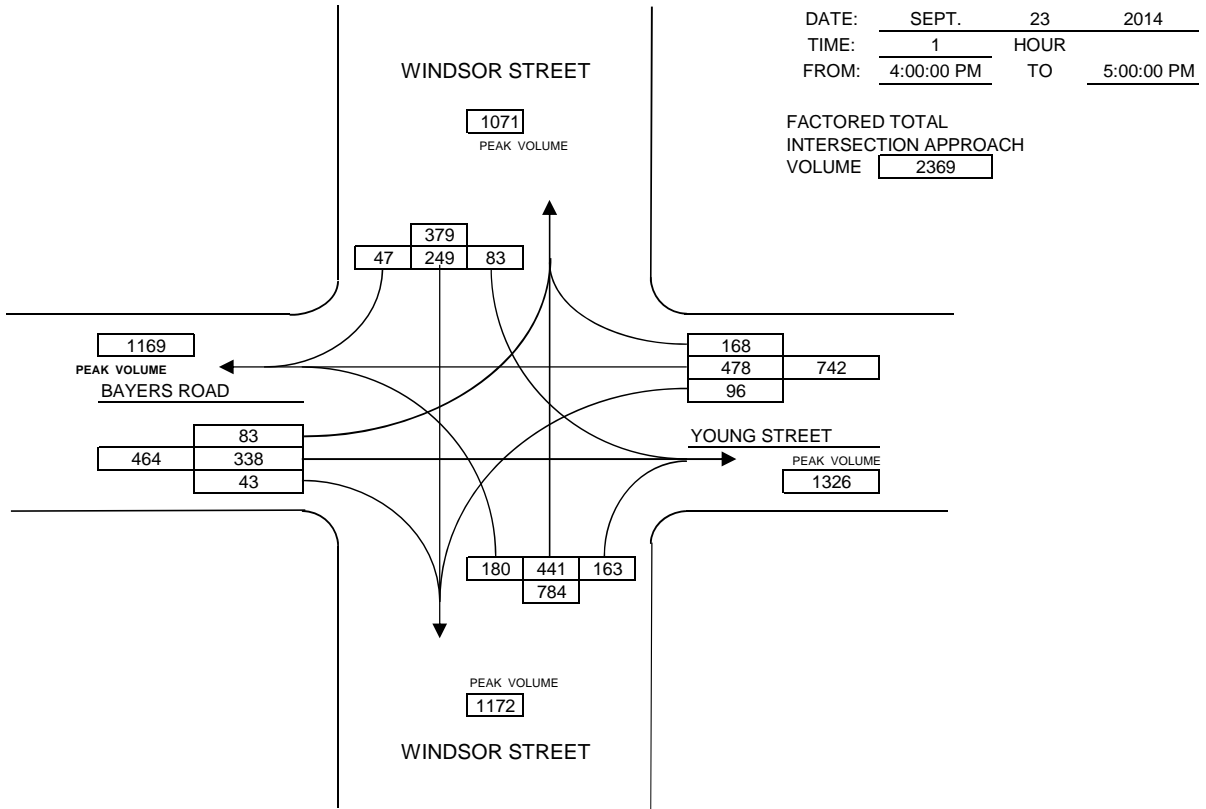 DATE: SEPT. 23 2014
TIME: 1 HOUR
FROM: 4:00:00 PM TO 5:00:00 PM
WINDSOR STREET
1071
PEAK VOLUME
FACTORED TOTAL
INTERSECTION APPROACH
VOLUME 2369
379
47 249 83
1169
PEAK VOLUME
BAYERS ROAD
168
478 742
96
83
464 338
43
YOUNG STREET
PEAK VOLUME
1326
180 441 163
784
PEAK VOLUME
1172
WINDSOR STREET